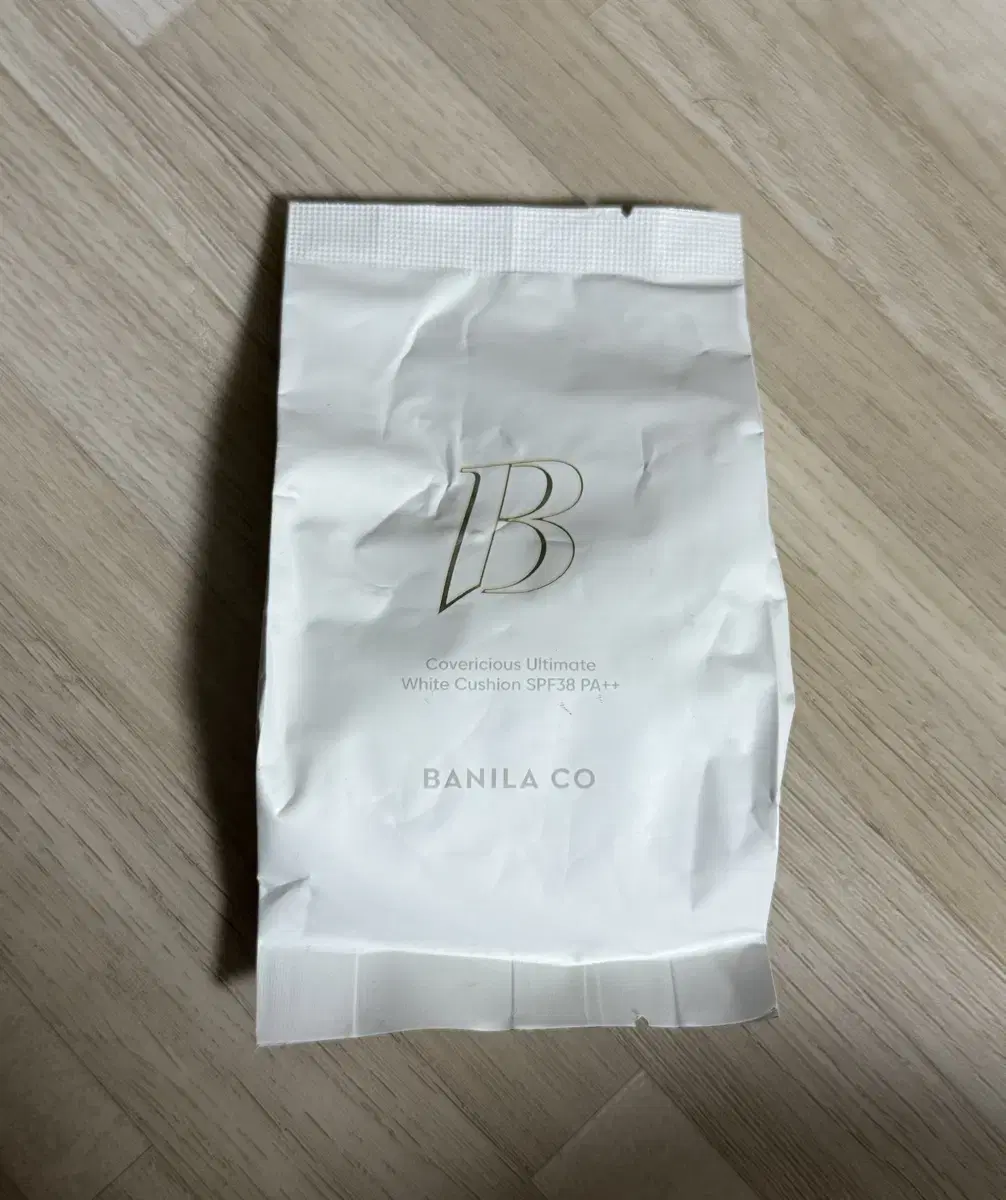 B
Covericious Ultimate
White Cushion SPF38 PA++
BANILA CO